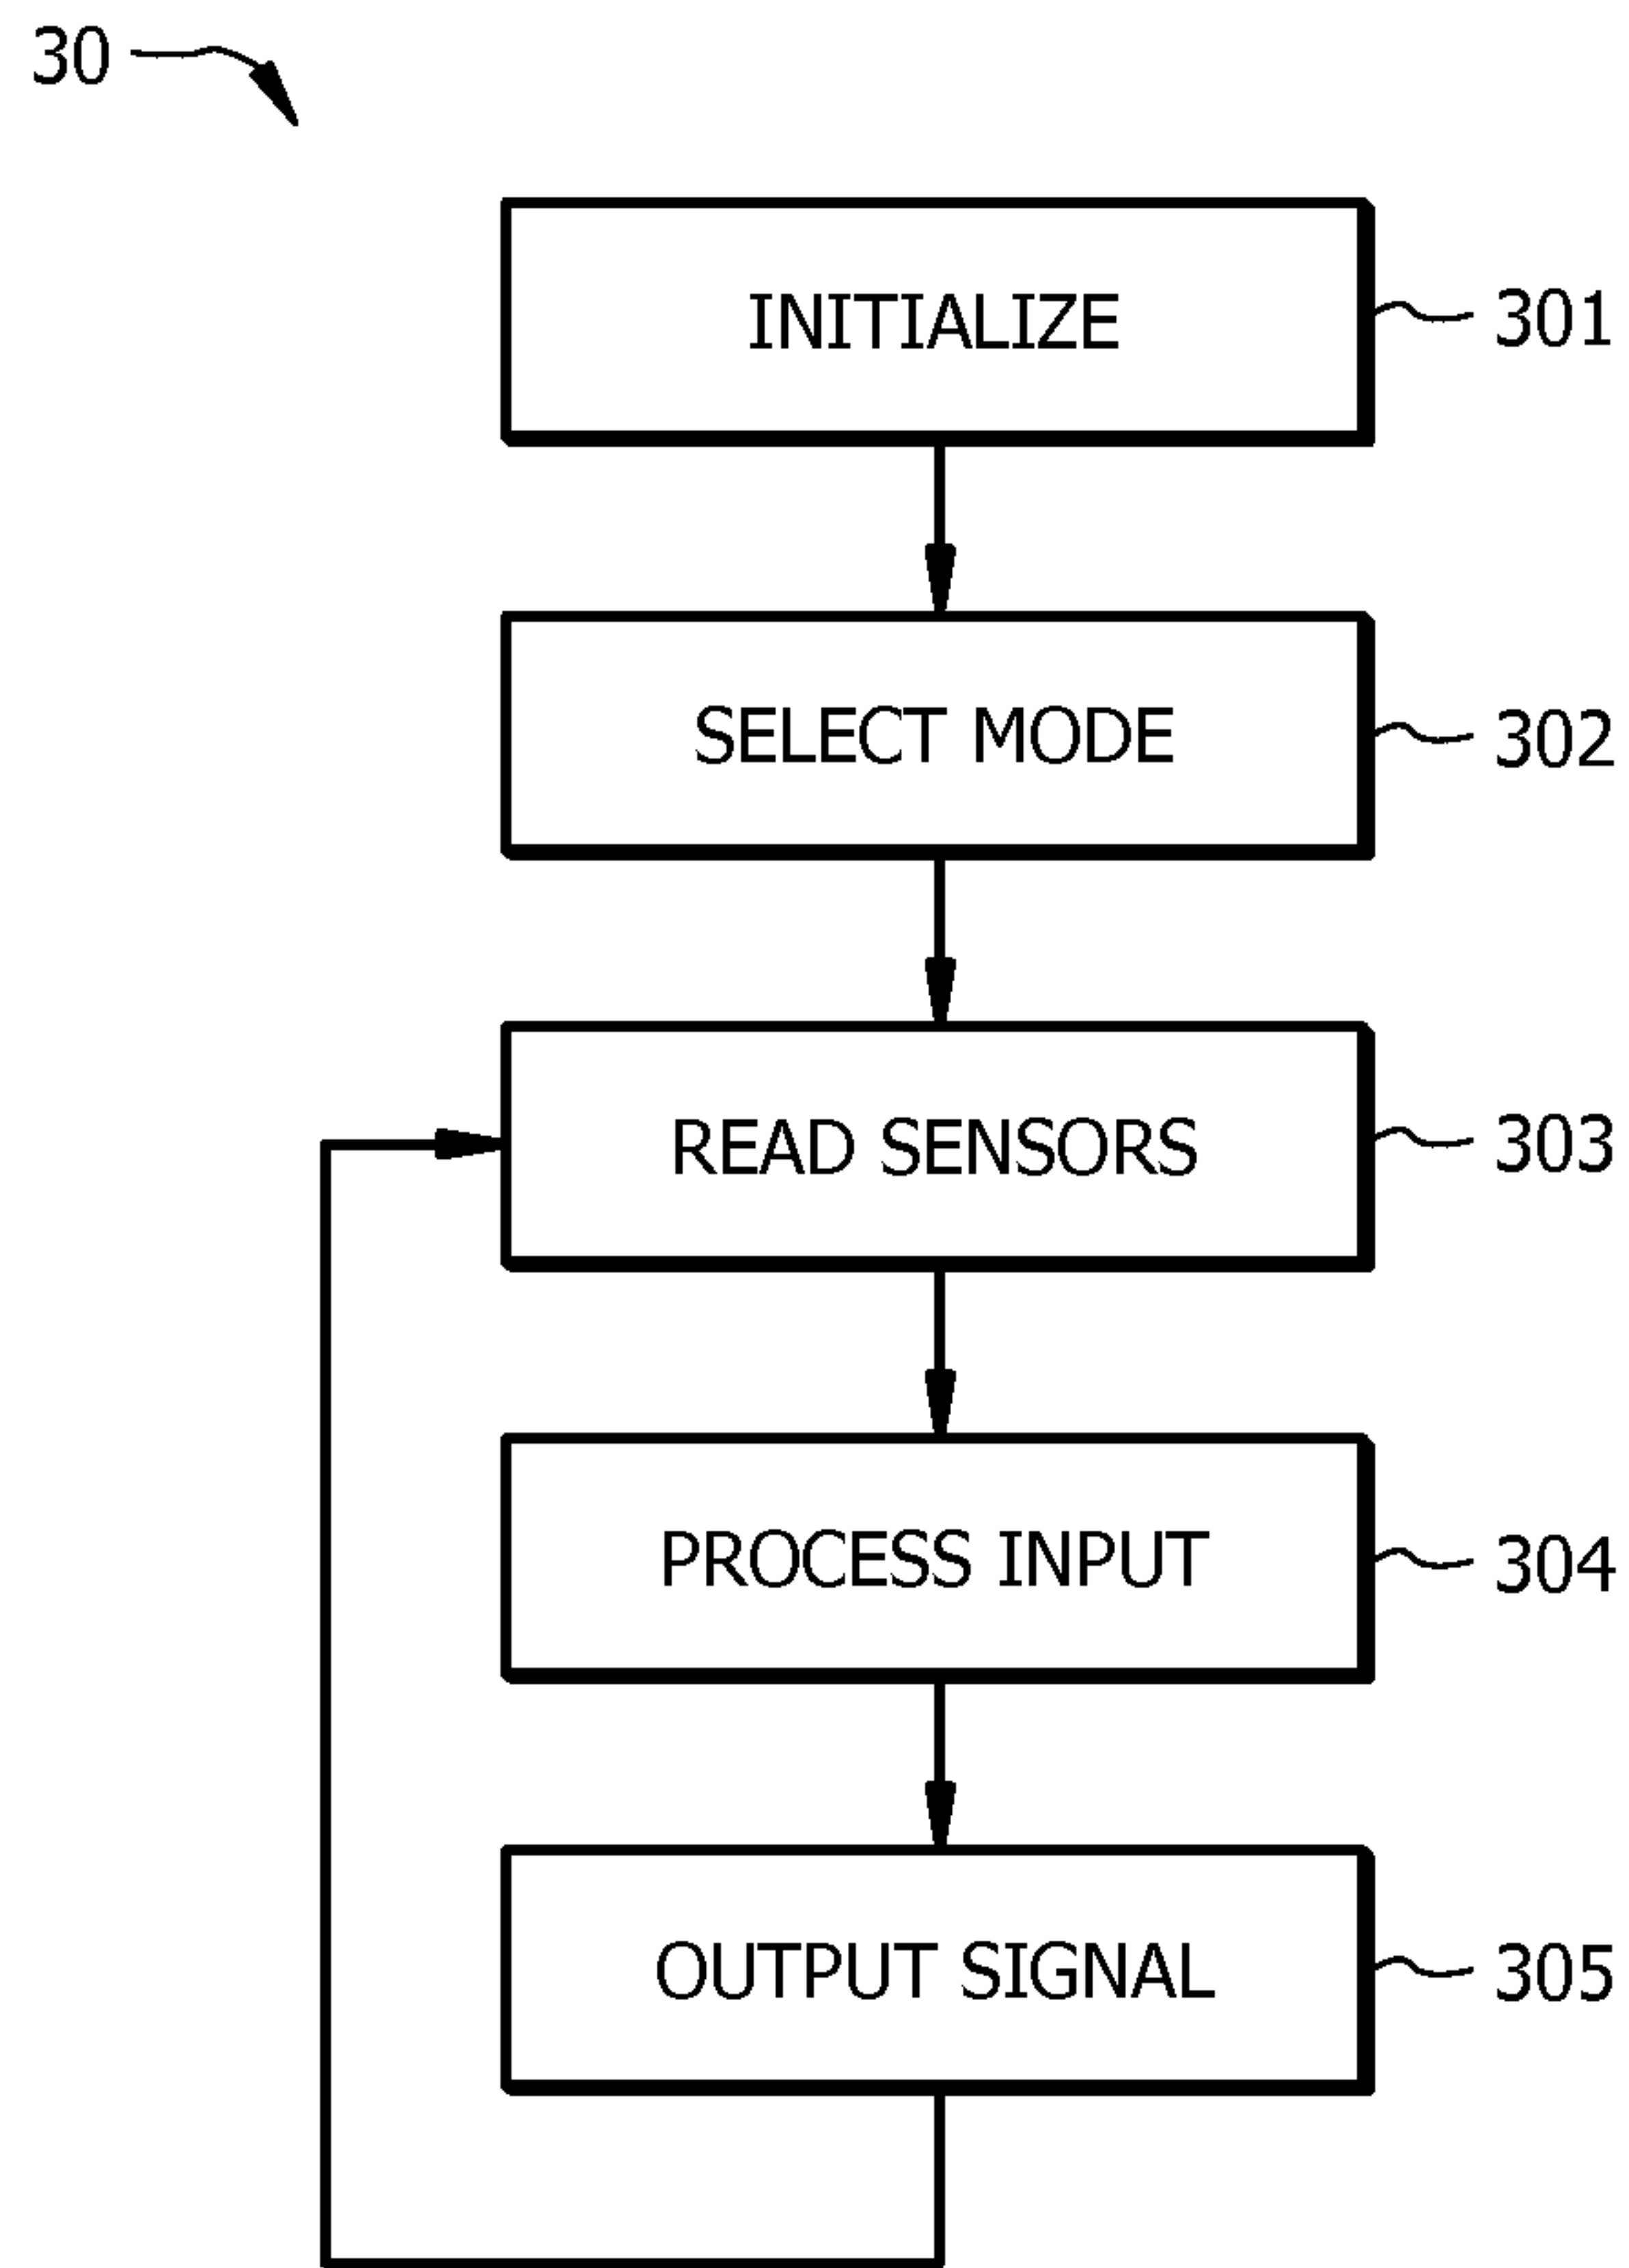 30
INITIALIZE
301
SELECT MODE
302
READ SENSORS
303
PROCESS INPUT
304
OUTPUT SIGNAL
305